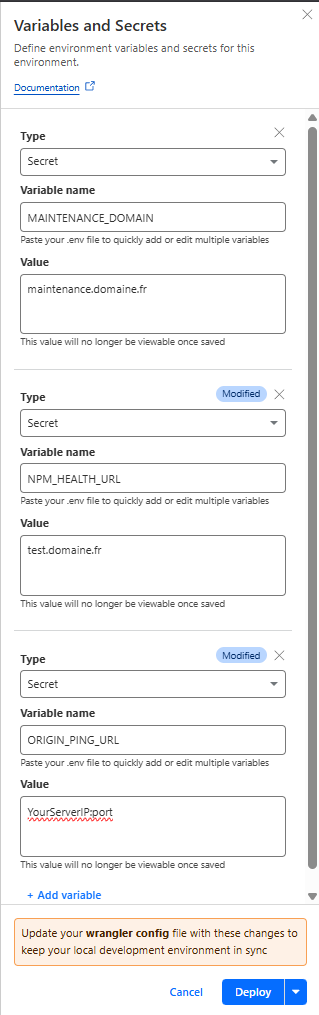 Variables and Secrets
Define environment variables and secrets for this
environment.
Documentation
Type
Secret
Variable name
MAINTENANCE_DOMAIN
Paste your .env file to quickly add or edit multiple variables
Value
maintenance.domaine.fr
This value will no longer be viewable once saved
Type
Modified
Secret
Variable name
NPM_HEALTH_URL
Paste your .env file to quickly add or edit multiple variables
Value
test.domaine.fr
This value will no longer be viewable once saved
Type
Modified
Secret
Variable name
ORIGIN_PING_URL
Paste your .env file to quickly add or edit multiple variables
Value
YourServerIP:port
This value will no longer be viewable once saved
+ Add variable
Update your wrangler config file with these changes to
keep your local development environment in sync
Cancel
Deploy